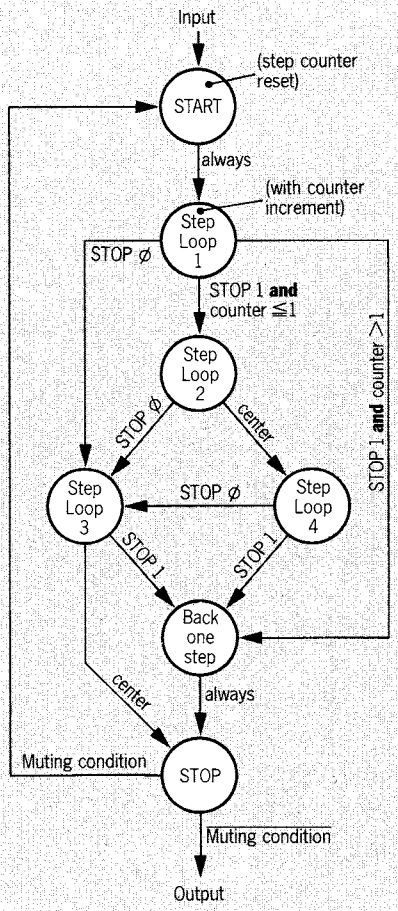 Input
(step counter
reset)
START
always
(with counter
increment)
Step
Loop
1
STOP ϕ
STOP 1 and
counter ≦1
STOP 1 and counter >1
Step
Loop
2
STOP ϕ
center
Step
Loop
3
STOP ϕ
Step
Loop
4
STOP 1
STOP 1
Back
one
step
center
always
Muting condition
STOP
Muting condition
Output